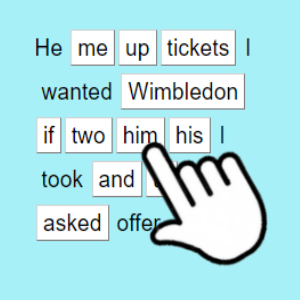 He me up tickets I
wanted Wimbledon
if two him his I
took and
asked offer